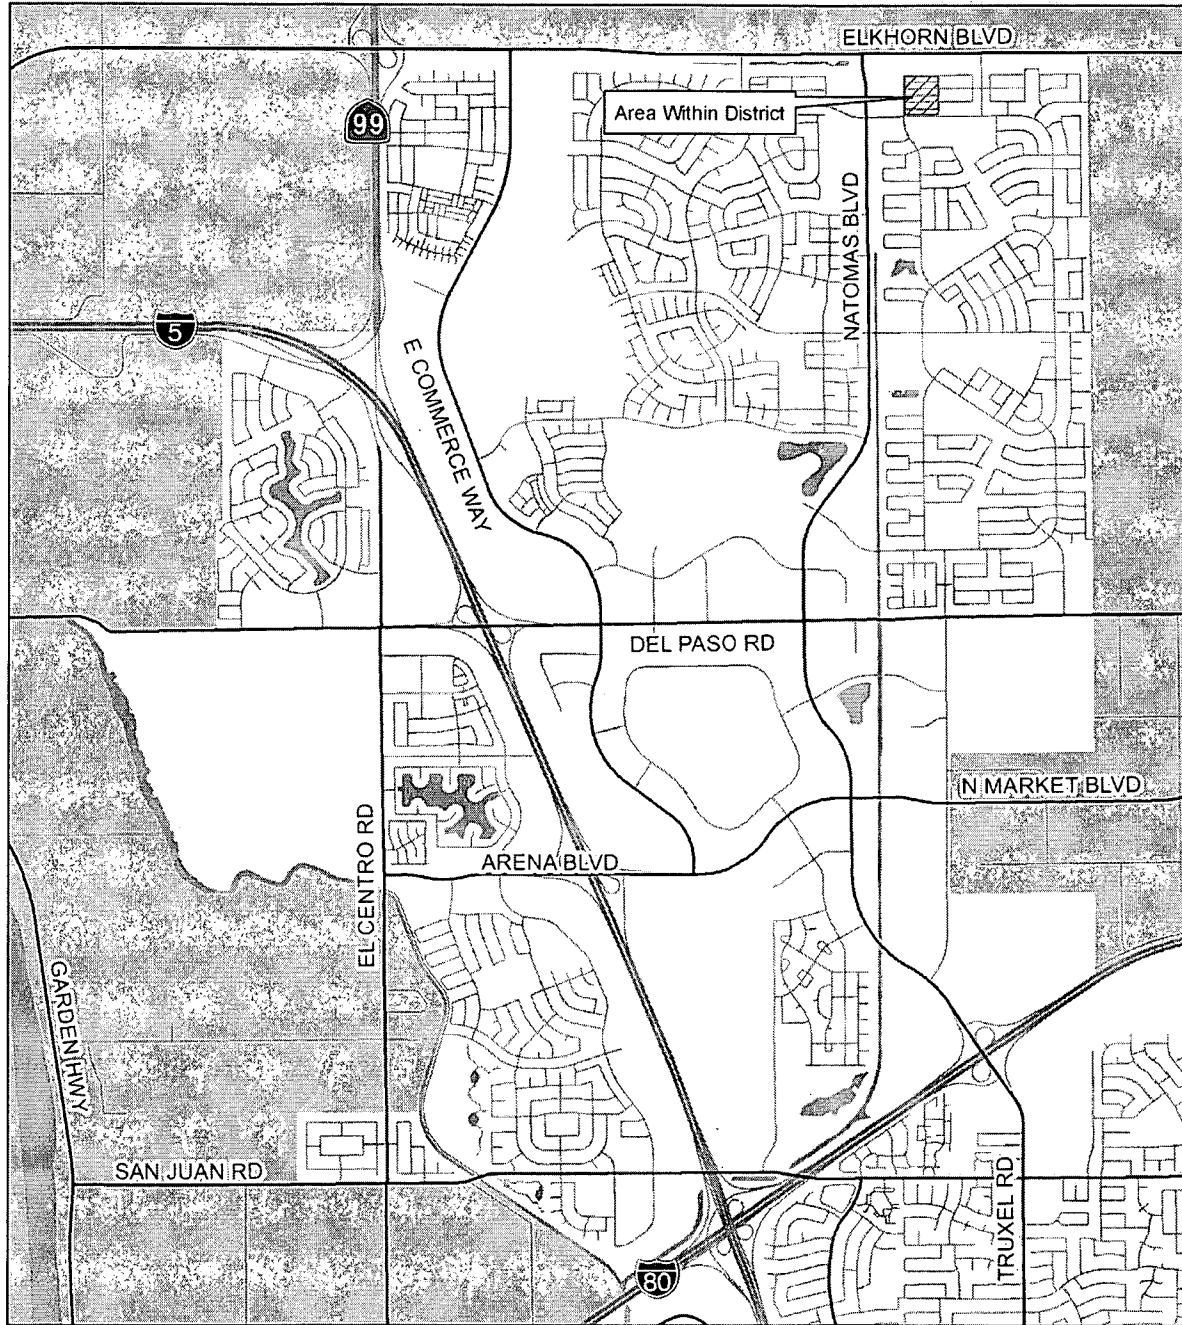 ELKHORN BLVD
Area Within District
99
NATOMAS BLVD
5
E COMMERCE WAY
DEL PASO RD
N MARKET BLVD
ARENA BLVD
EL CENTRO RD
GARDEN HWY
SAN JUAN RD
TRUXEL RD
80